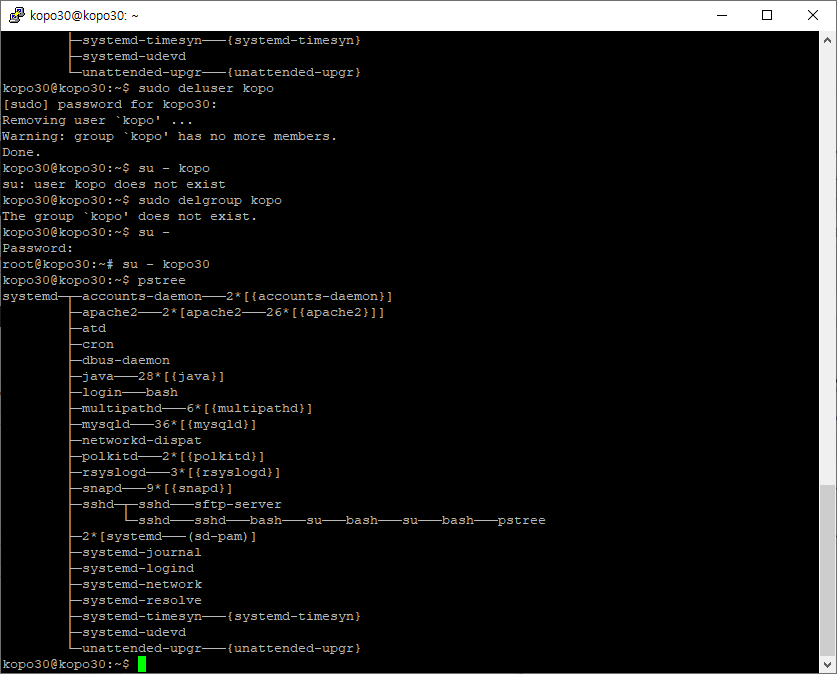 kopo30@kopo30: ~
├─systemd-timesyn───{systemd-timesyn}
├─systemd-udevd
└─unattended-upgr───{unattended-upgr}
kopo30@kopo30:~$ sudo deluser kopo
[sudo] password for kopo30:
Removing user `kopo' ...
Warning: group `kopo' has no more members.
Done.
kopo30@kopo30:~$ su - kopo
su: user kopo does not exist
kopo30@kopo30:~$ sudo delgroup kopo
The group `kopo' does not exist.
kopo30@kopo30:~$ su -
Password:
root@kopo30:~# su - kopo30
kopo30@kopo30:~$ pstree
systemd─┬─accounts-daemon───2*[{accounts-daemon}]
├─apache2───2*[apache2───26*[{apache2}]]
├─atd
├─cron
├─dbus-daemon
├─java───28*[{java}]
├─login───bash
├─multipathd───6*[{multipathd}]
├─mysqld───36*[{mysqld}]
├─networkd-dispat
├─polkitd───2*[{polkitd}]
├─rsyslogd───3*[{rsyslogd}]
├─snapd───9*[{snapd}]
├─sshd─┬─sshd───sftp-server
│      └─sshd───sshd───bash───su───bash───su───bash───pstree
├─2*[systemd───(sd-pam)]
├─systemd-journal
├─systemd-logind
├─systemd-network
├─systemd-resolve
├─systemd-timesyn───{systemd-timesyn}
├─systemd-udevd
└─unattended-upgr───{unattended-upgr}
kopo30@kopo30:~$